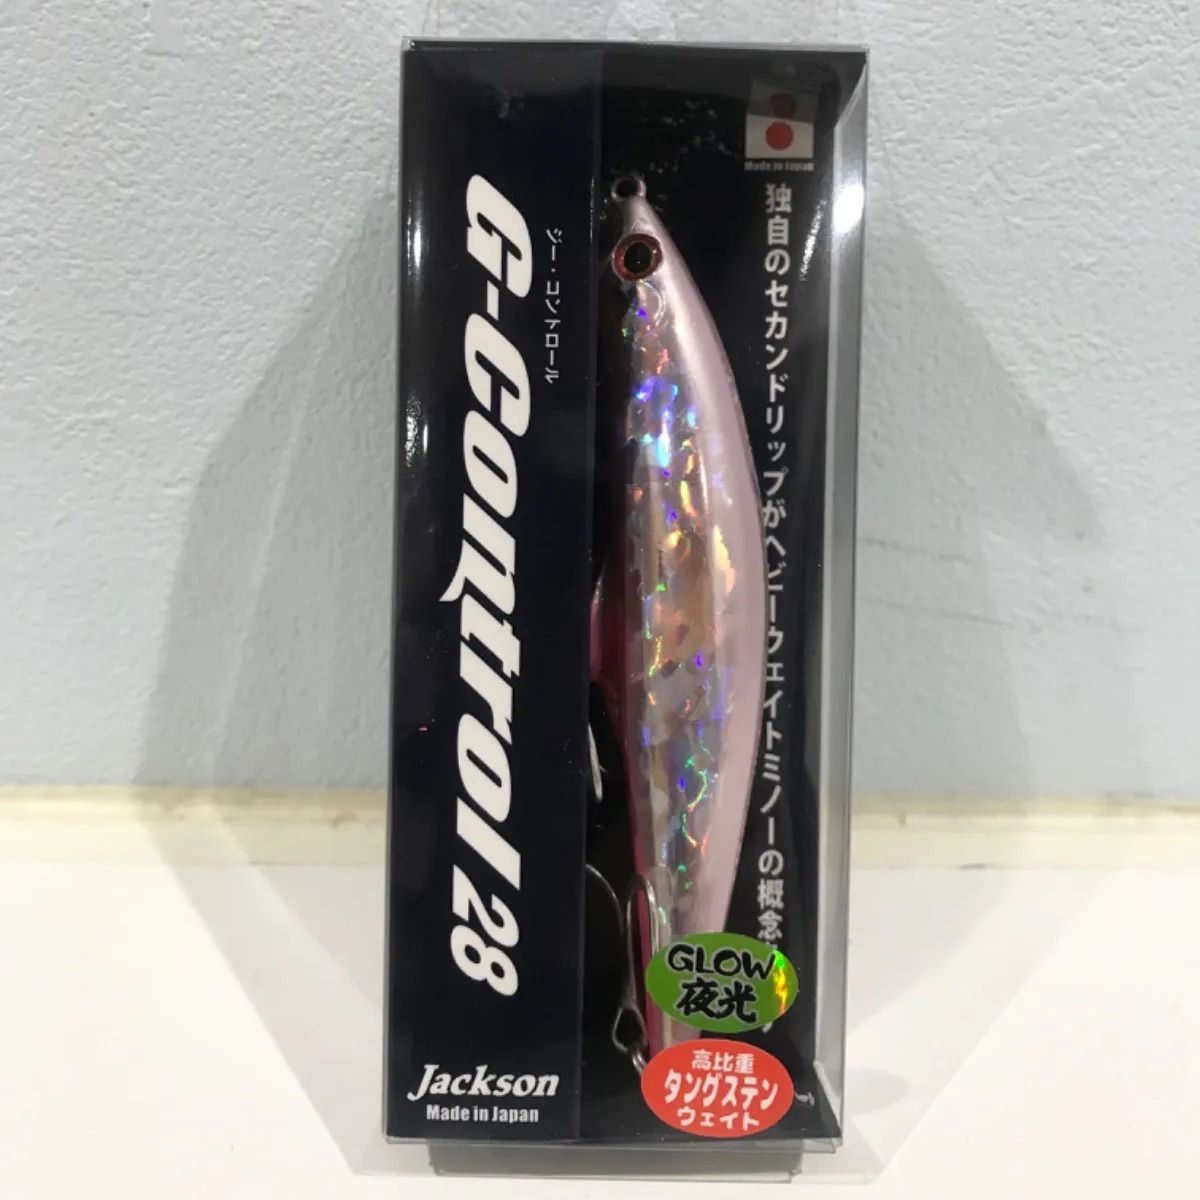 G-Control 28
ジー・コントロール
Jackson
Made in Japan
Made in Japan
独自のセカンドリップがヘビーウェイトミノーの概念
GLOW
夜光
高比重
タングステン
ウェイト